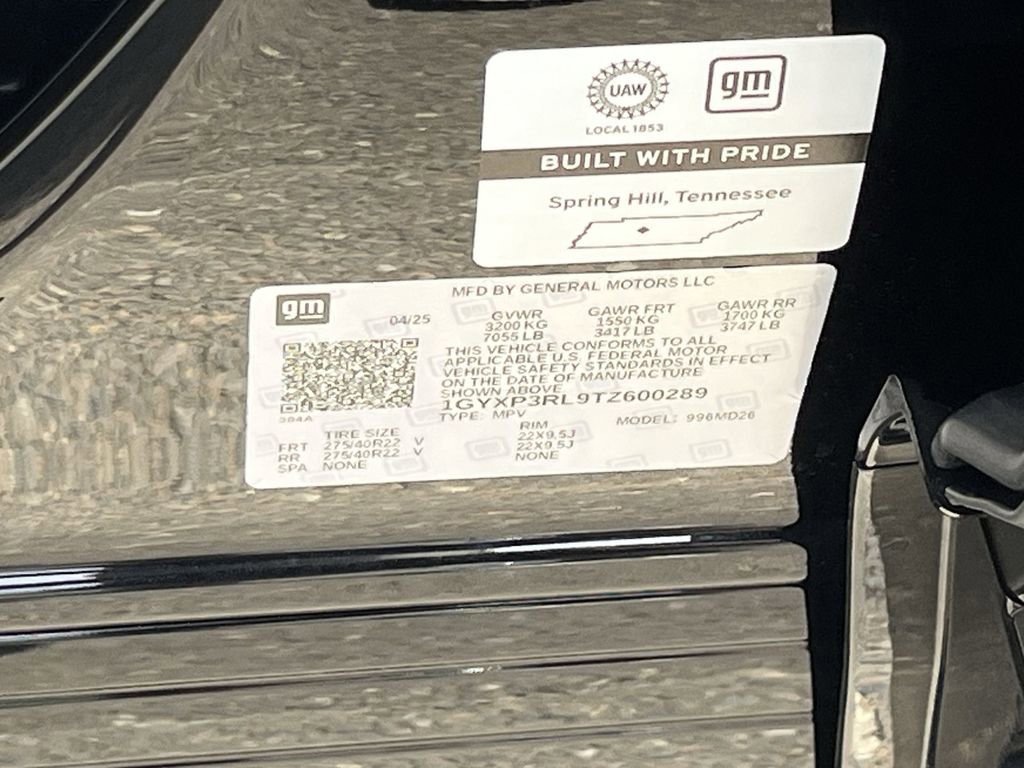 UAW
gm
LOCAL 1853
BUILT WITH PRIDE
Spring Hill, Tennessee
gm
MFD BY GENERAL MOTORS LLC
04/25
GVWR GAWR FRT GAWR RR
3200 KG 1550 KG 1700 KG
7055 LB 3417 LB 3747 LB
THIS VEHICLE CONFORMS TO ALL
APPLICABLE U.S. FEDERAL MOTOR
VEHICLE SAFETY STANDARDS IN EFFECT
ON THE DATE OF MANUFACTURE
SHOWN ABOVE
1GYXP3RL9TZ600289
TYPE: MPV MODEL: 996MD26
TIRE SIZE RIM
FRT 275/40R22 V 22X9.5J
RR 275/40R22 V 22X9.5J
SPA NONE NONE